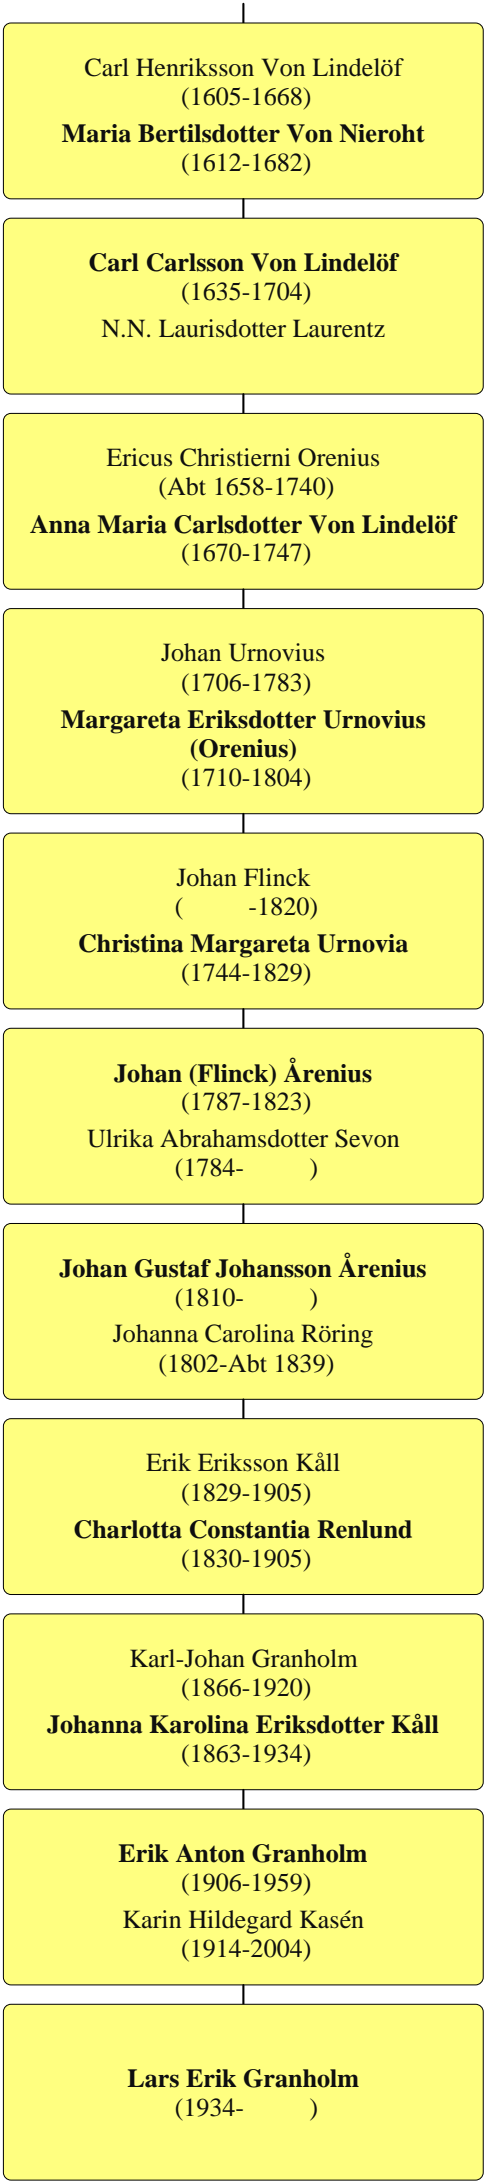 Carl Henriksson Von Lindelöf
(1605-1668)
Maria Bertilsdotter Von Nieroht
(1612-1682)
Carl Carlsson Von Lindelöf
(1635-1704)
N.N. Laurisdotter Laurentz
Ericus Christierni Orenius
(Abt 1658-1740)
Anna Maria Carlsdotter Von Lindelöf
(1670-1747)
Johan Urnovius
(1706-1783)
Margareta Eriksdotter Urnovius
(Orenius)
(1710-1804)
Johan Flinck
(        -1820)
Christina Margareta Urnovia
(1744-1829)
Johan (Flinck) Årenius
(1787-1823)
Ulrika Abrahamsdotter Sevon
(1784-        )
Johan Gustaf Johansson Årenius
(1810-        )
Johanna Carolina Röring
(1802-Abt 1839)
Erik Eriksson Kåll
(1829-1905)
Charlotta Constantia Renlund
(1830-1905)
Karl-Johan Granholm
(1866-1920)
Johanna Karolina Eriksdotter Kåll
(1863-1934)
Erik Anton Granholm
(1906-1959)
Karin Hildegard Kasén
(1914-2004)
Lars Erik Granholm
(1934-        )